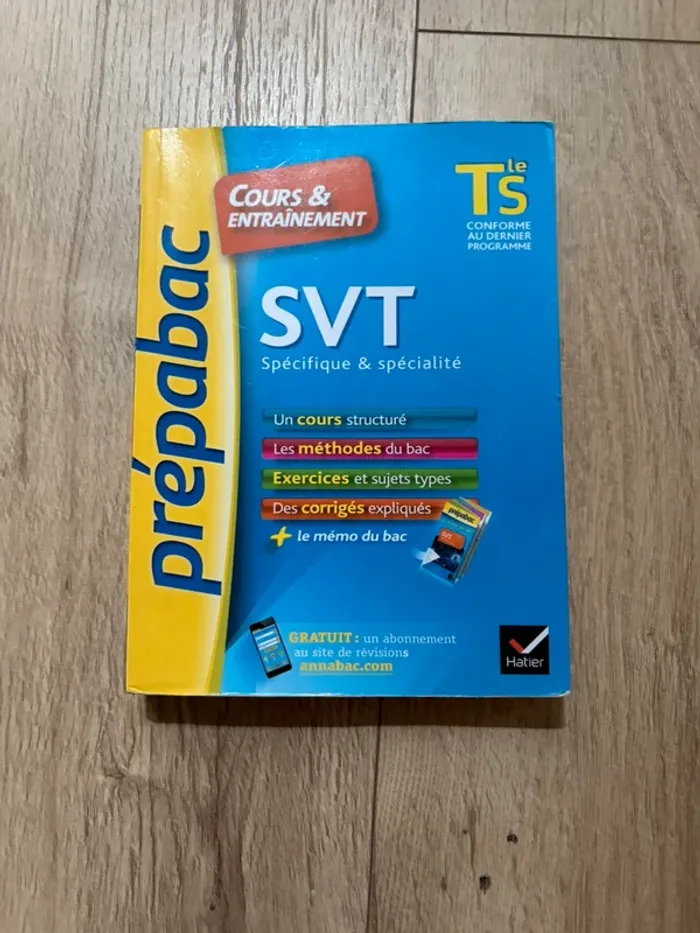 prépabac
COURS &
ENTRAÎNEMENT
Tle
S
CONFORME
AU DERNIER
PROGRAMME
SVT
Spécifique & spécialité
Un cours structuré
Les méthodes du bac
Exercices et sujets types
Des corrigés expliqués
+ le mémo du bac
prépabac
SVT
GRATUIT : un abonnement
au site de révisions
annabac.com
Hatier